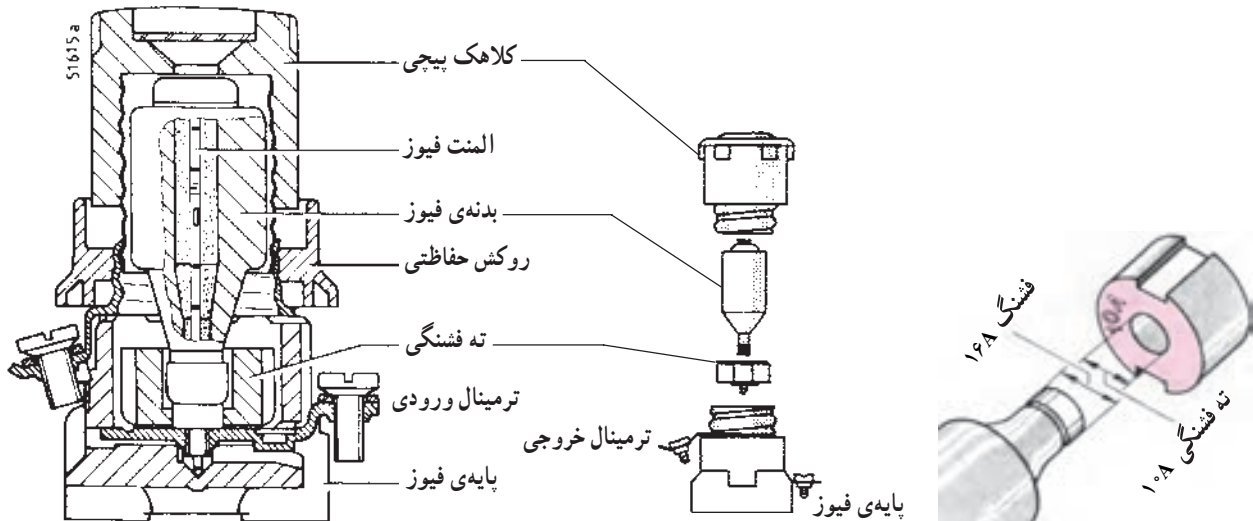 51615a
کلاهک پیچی
المنت فیوز
بدنه‌ی فیوز
روکش حفاظتی
ته فشنگی
ترمینال ورودی
پایه‌ی فیوز
ترمینال خروجی
پایه‌ی فیوز
فشنگ ۱۶A
ته فشنگی ۱۰A
10A